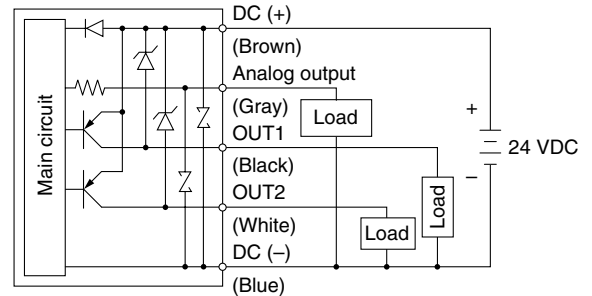 DC (+)
(Brown)
Analog output
(Gray)
Load
OUT1
(Black)
OUT2
(White)
Load
Load
DC (–)
(Blue)
Main circuit
+
24 VDC
–